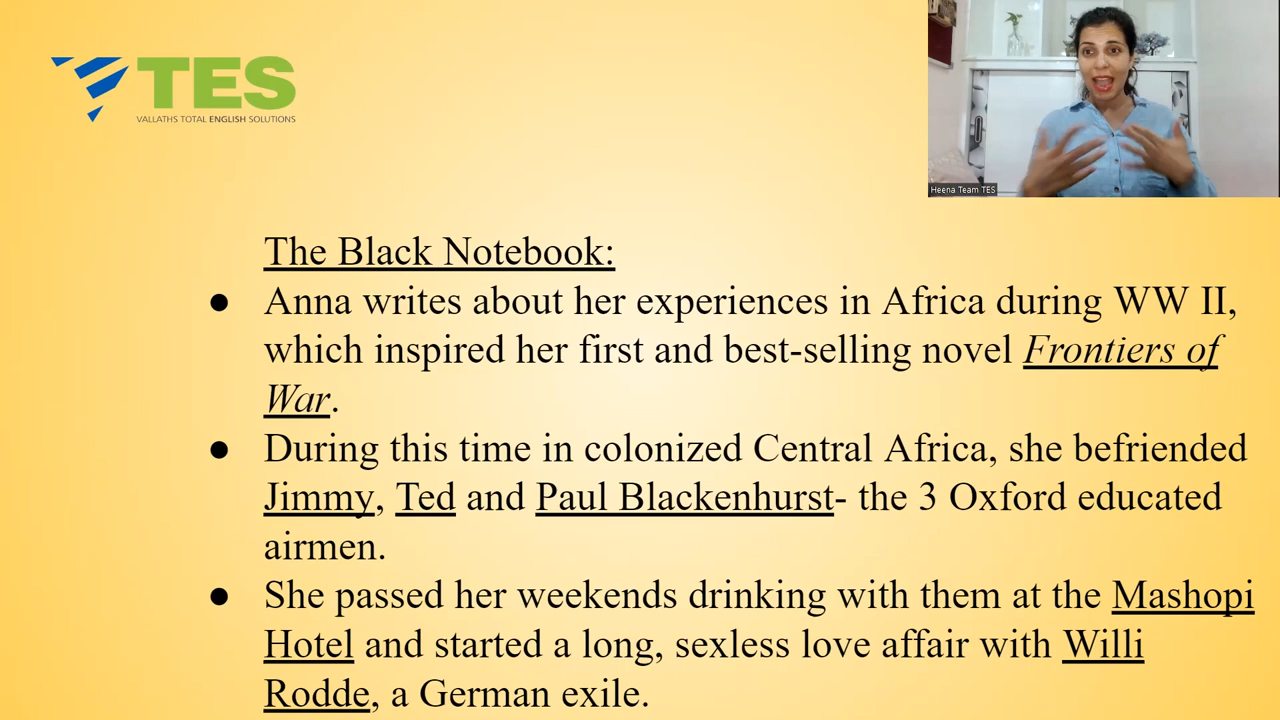 TES
VALLATHS TOTAL ENGLISH SOLUTIONS
Heena Team TES
The Black Notebook:
● Anna writes about her experiences in Africa during WW II,
which inspired her first and best-selling novel Frontiers of
War.
● During this time in colonized Central Africa, she befriended
Jimmy, Ted and Paul Blackenhurst- the 3 Oxford educated
airmen.
● She passed her weekends drinking with them at the Mashopi
Hotel and started a long, sexless love affair with Willi
Rodde, a German exile.